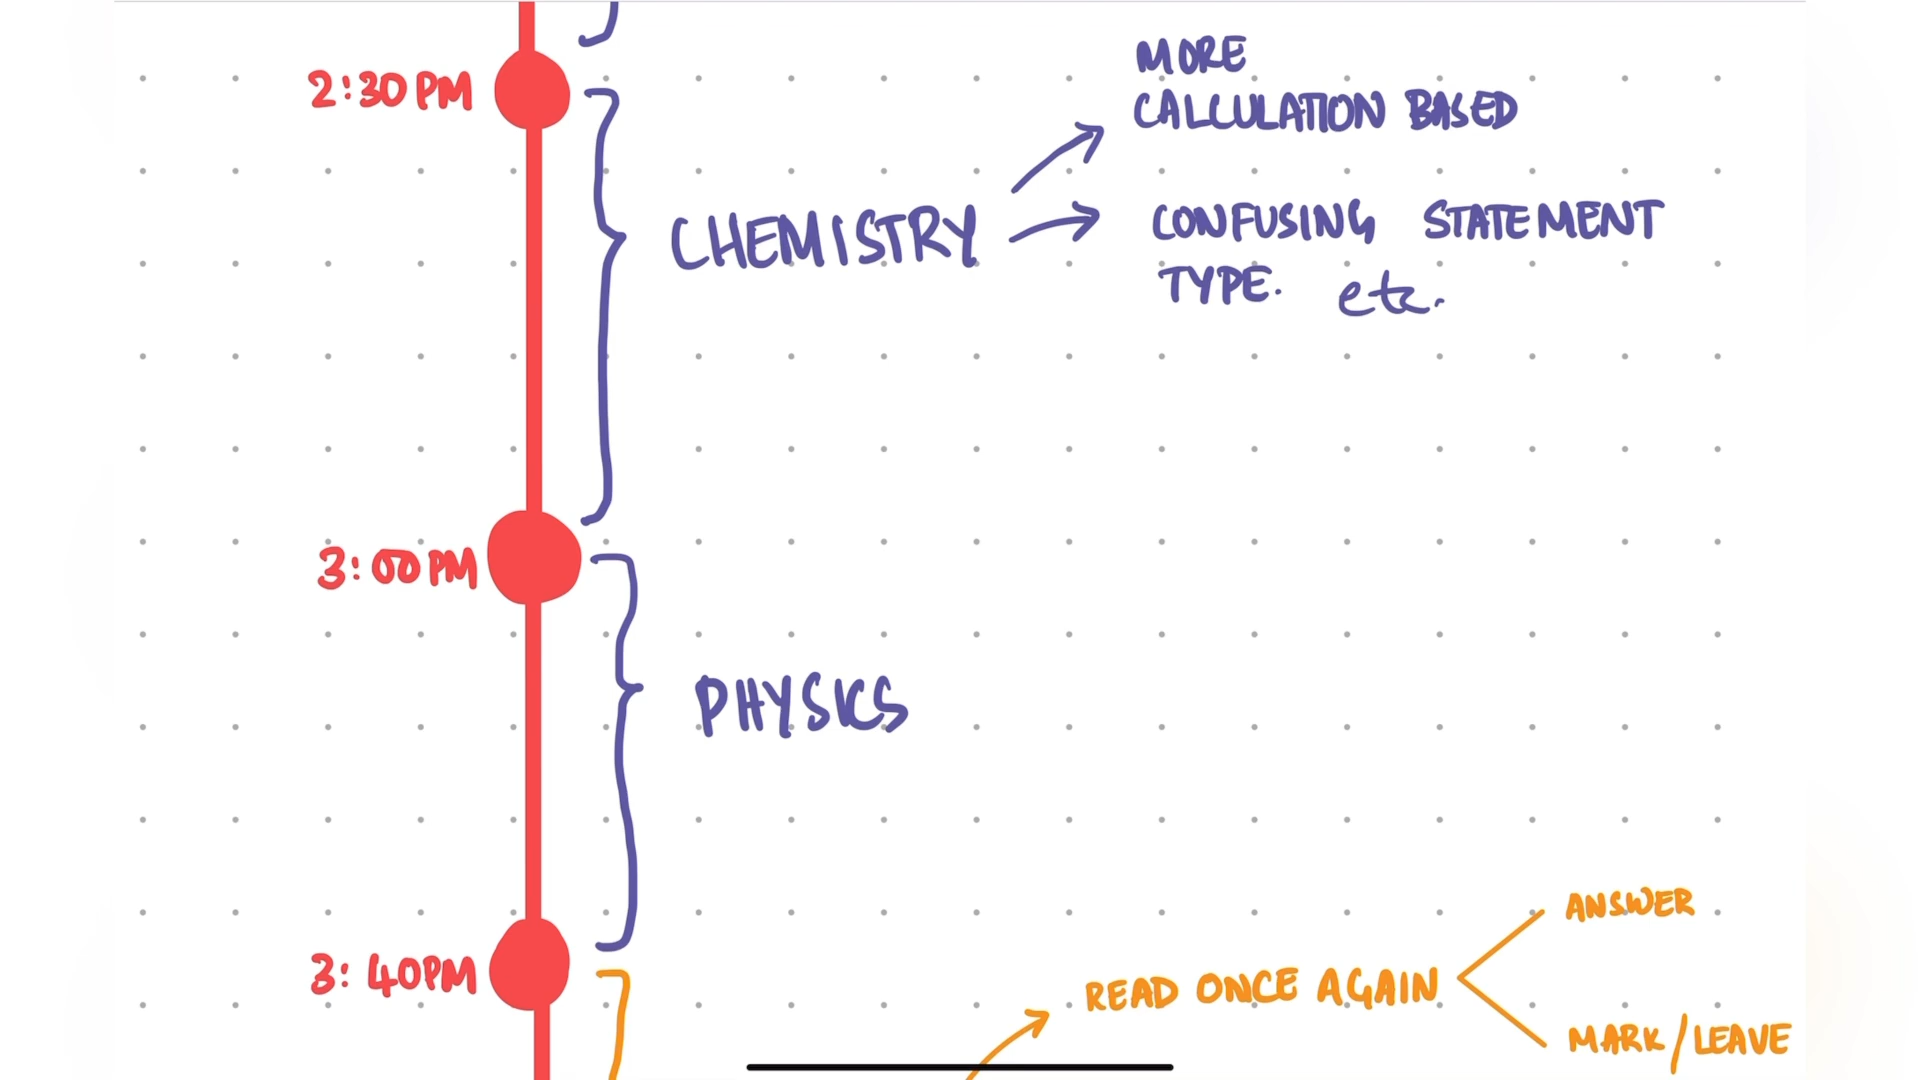 2:30 PM
MORE
CALCULATION BASED
CHEMISTRY
CONFUSING STATEMENT
TYPE. etc.
3:00 PM
PHYSICS
3:40PM
READ ONCE AGAIN
ANSWER
MARK/LEAVE